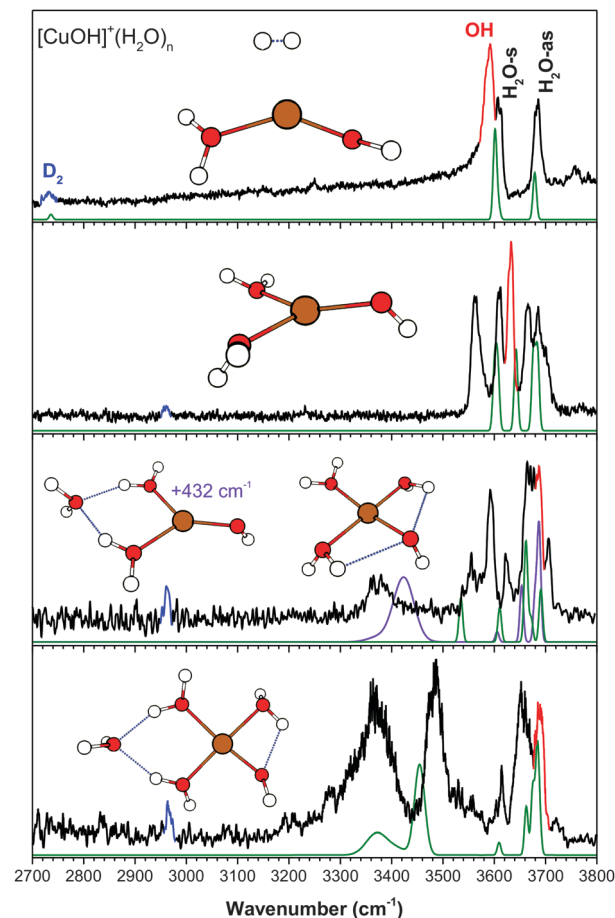 [CuOH]⁺(H₂O)ₙ
OH
H₂O-s
H₂O-as
D₂
+432 cm⁻¹
2700 2800 2900 3000 3100 3200 3300 3400 3500 3600 3700 3800
Wavenumber (cm⁻¹)